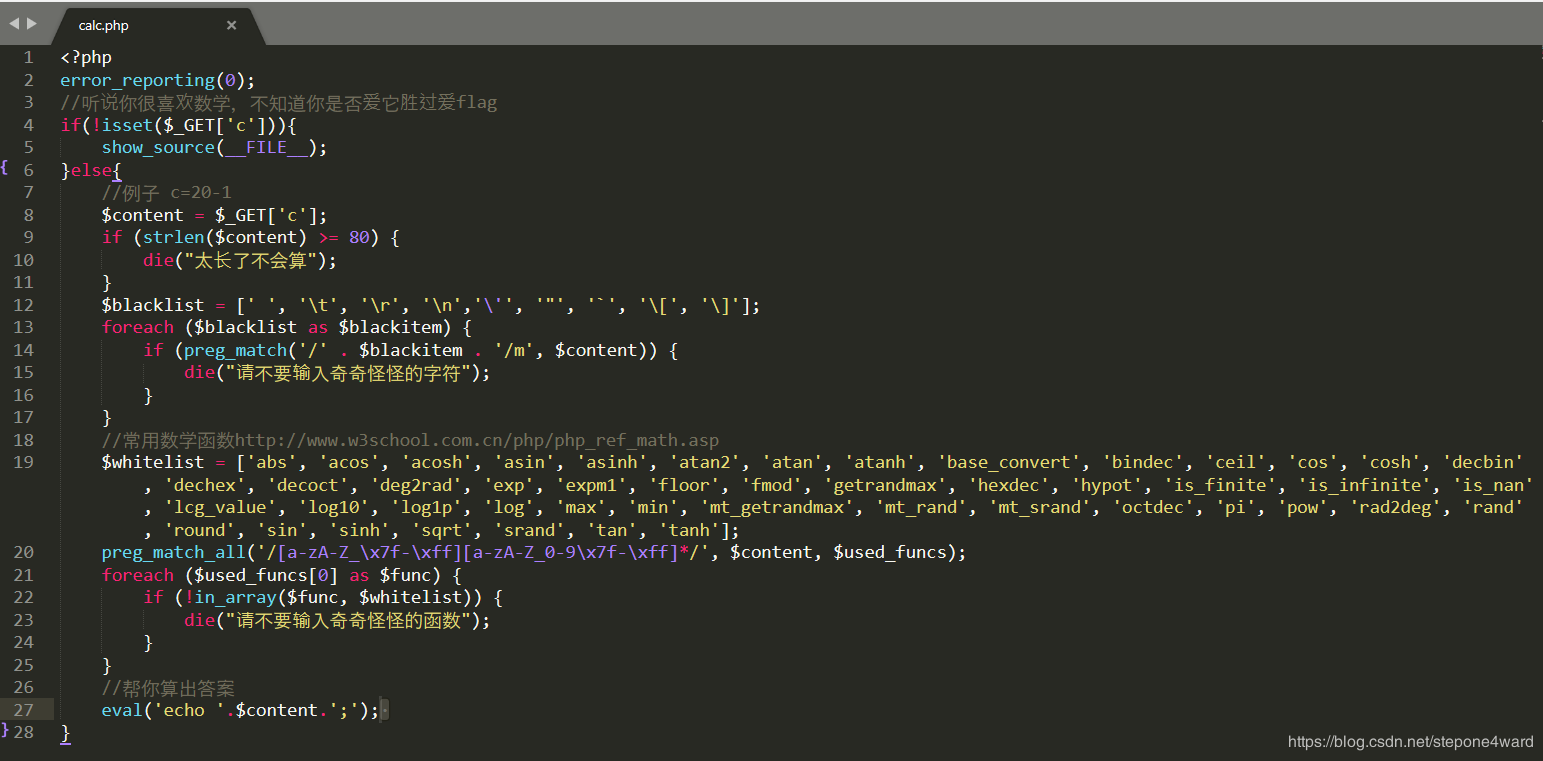 calc.php
1 <?php
2 error_reporting(0);
3 //听说你很喜欢数学，不知道你是否爱它胜过爱flag
4 if(!isset($_GET['c'])){
5 show_source(__FILE__);
6 }else{
7 //例子 c=20-1
8 $content = $_GET['c'];
9 if (strlen($content) >= 80) {
10 die("太长了不会算");
11 }
12 $blacklist = [' ', '\t', '\r', '\n','\'', '"', '`', '\[', '\]'];
13 foreach ($blacklist as $blackitem) {
14 if (preg_match('/' . $blackitem . '/m', $content)) {
15 die("请不要输入奇奇怪怪的字符");
16 }
17 }
18 //常用数学函数http://www.w3school.com.cn/php/php_ref_math.asp
19 $whitelist = ['abs', 'acos', 'acosh', 'asin', 'asinh', 'atan2', 'atan', 'atanh', 'base_convert', 'bindec', 'ceil', 'cos', 'cosh', 'decbin'
, 'dechex', 'decoct', 'deg2rad', 'exp', 'expm1', 'floor', 'fmod', 'getrandmax', 'hexdec', 'hypot', 'is_finite', 'is_infinite', 'is_nan'
, 'lcg_value', 'log10', 'log1p', 'log', 'max', 'min', 'mt_getrandmax', 'mt_rand', 'mt_srand', 'octdec', 'pi', 'pow', 'rad2deg', 'rand'
, 'round', 'sin', 'sinh', 'sqrt', 'srand', 'tan', 'tanh'];
20 preg_match_all('/[a-zA-Z_\x7f-\xff][a-zA-Z_0-9\x7f-\xff]*/', $content, $used_funcs);
21 foreach ($used_funcs[0] as $func) {
22 if (!in_array($func, $whitelist)) {
23 die("请不要输入奇奇怪怪的函数");
24 }
25 }
26 //帮你算出答案
27 eval('echo '.$content.';');
28 }
https://blog.csdn.net/stepone4ward